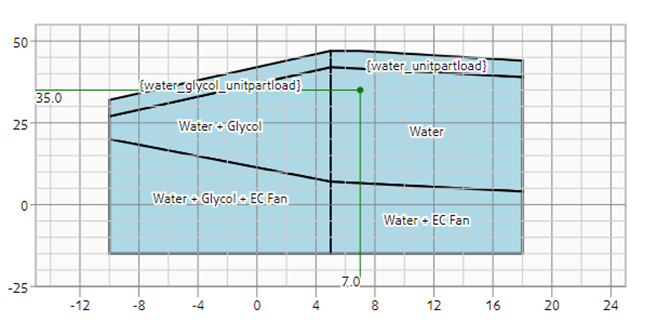 50
{water_glycol_unitpartload}
{water_unitpartload}
35.0
25
Water + Glycol
Water
0
Water + Glycol + EC Fan
Water + EC Fan
-25
7.0
-12 -8 -4 0 4 8 12 16 20 24